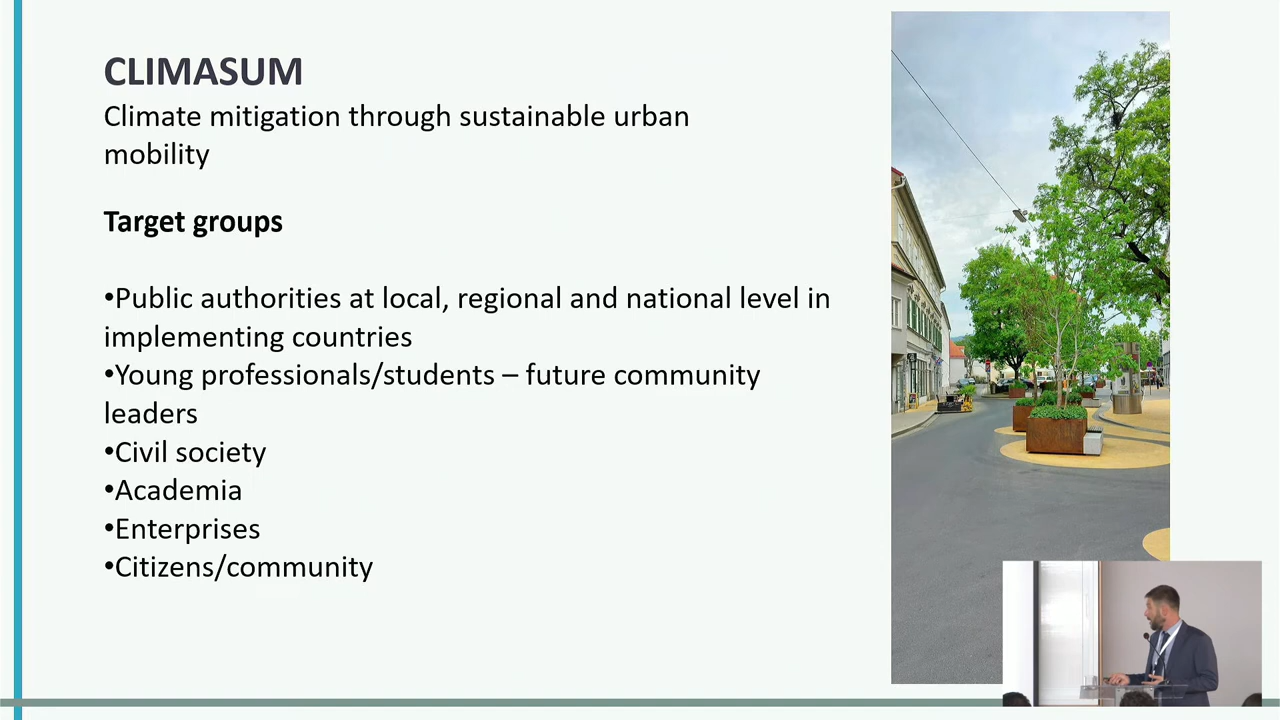 CLIMASUM
Climate mitigation through sustainable urban
mobility
Target groups
•Public authorities at local, regional and national level in
implementing countries
•Young professionals/students – future community
leaders
•Civil society
•Academia
•Enterprises
•Citizens/community